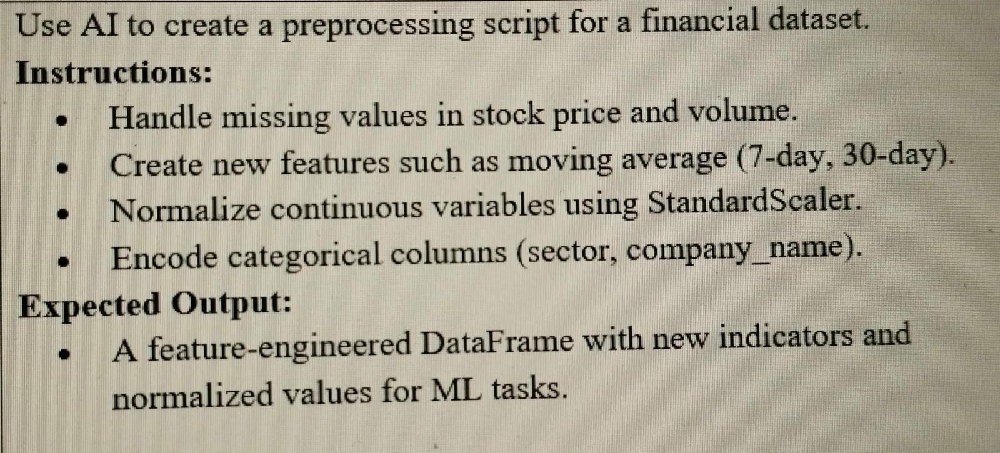 Use AI to create a preprocessing script for a financial dataset.
Instructions:
• Handle missing values in stock price and volume.
• Create new features such as moving average (7-day, 30-day).
• Normalize continuous variables using StandardScaler.
• Encode categorical columns (sector, company_name).
Expected Output:
• A feature-engineered DataFrame with new indicators and
normalized values for ML tasks.